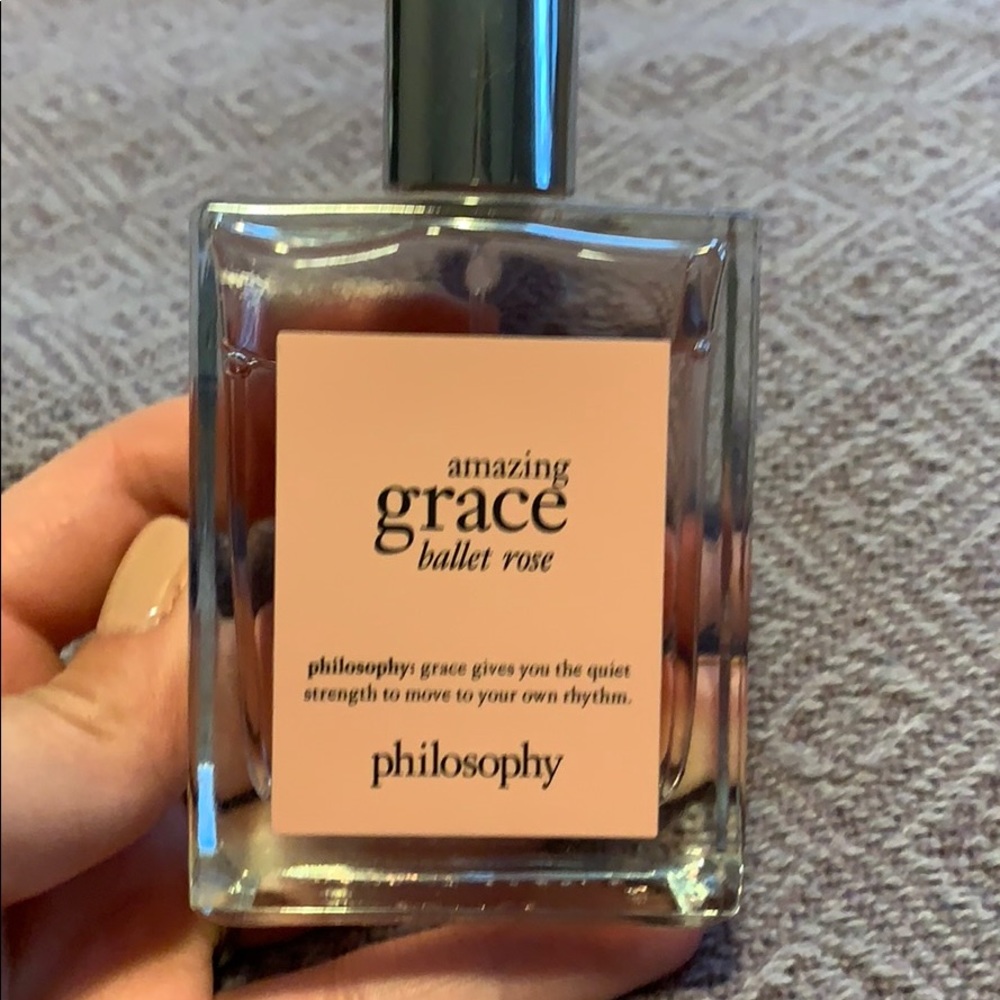 amazing
grace
ballet rose
philosophy: grace gives you the quiet
strength to move to your own rhythm.
philosophy